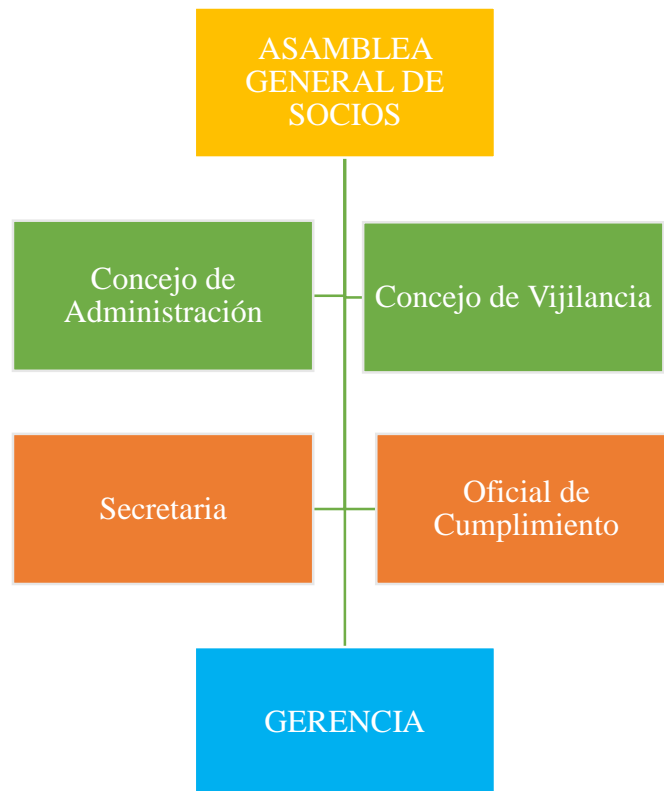 ASAMBLEA
GENERAL DE
SOCIOS
Concejo de
Administración
Concejo de Vijilancia
Secretaria
Oficial de
Cumplimiento
GERENCIA